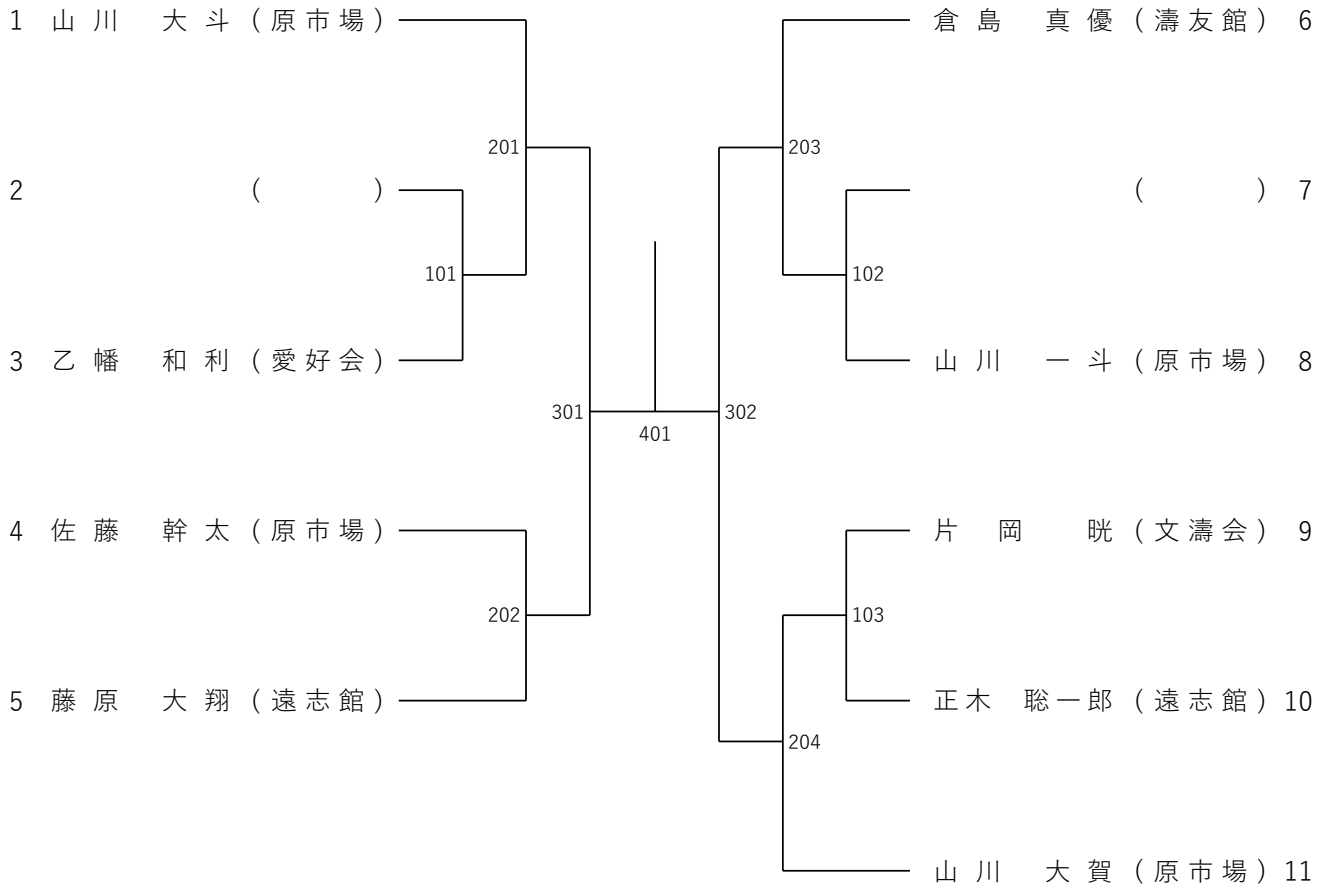 1 山川 大斗 (原市場)
倉島 真優 (濤友館) 6
201
203
2 ( )
( ) 7
101
102
3 乙幡 和利 (愛好会)
山川 一斗 (原市場) 8
301
302
401
4 佐藤 幹太 (原市場)
片岡 晄 (文濤会) 9
202
103
5 藤原 大翔 (遠志館)
正木 聡一郎 (遠志館) 10
204
山川 大賀 (原市場) 11